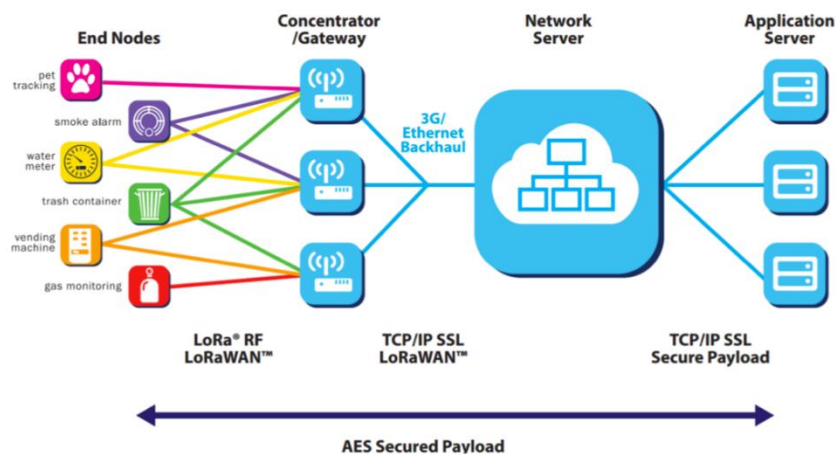 End Nodes
Concentrator
/Gateway
Network
Server
Application
Server
pet
tracking
smoke alarm
water
meter
trash container
vending
machine
gas monitoring
3G/
Ethernet
Backhaul
LoRa® RF
LoRaWAN™
TCP/IP SSL
LoRaWAN™
TCP/IP SSL
Secure Payload
AES Secured Payload